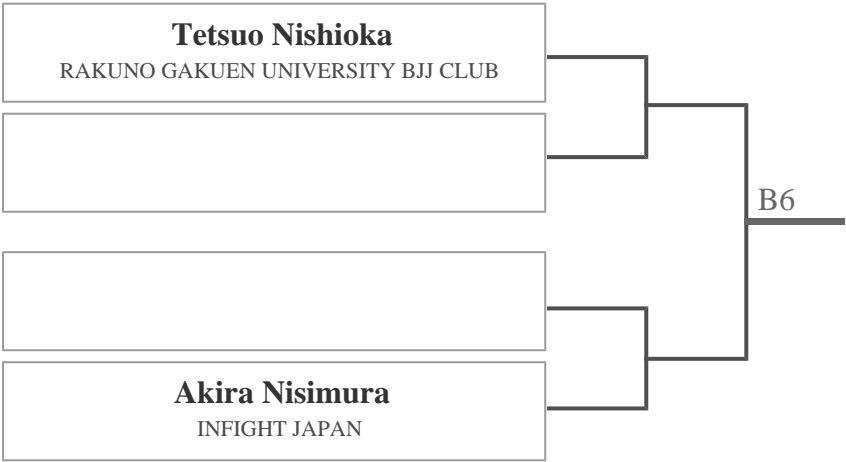 Tetsuo Nishioka
RAKUNO GAKUEN UNIVERSITY BJJ CLUB
B6
Akira Nisimura
INFIGHT JAPAN